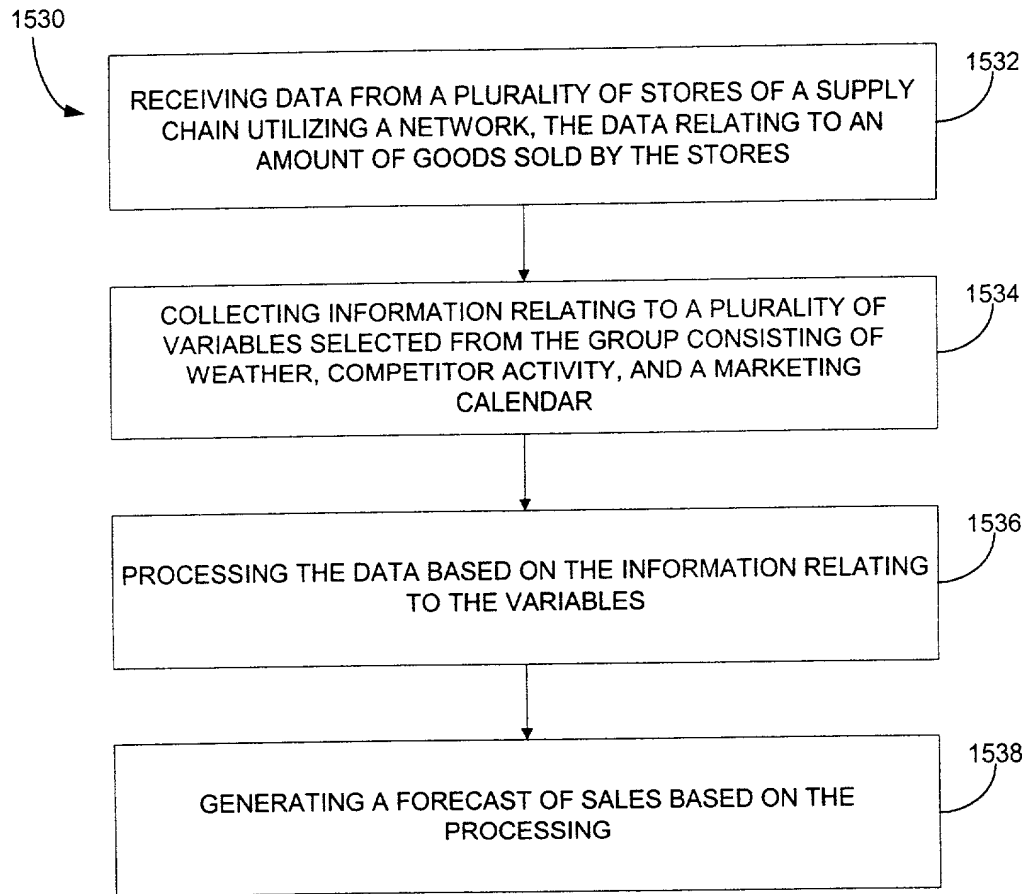 1530
1532
RECEIVING DATA FROM A PLURALITY OF STORES OF A SUPPLY
CHAIN UTILIZING A NETWORK, THE DATA RELATING TO AN
AMOUNT OF GOODS SOLD BY THE STORES
1534
COLLECTING INFORMATION RELATING TO A PLURALITY OF
VARIABLES SELECTED FROM THE GROUP CONSISTING OF
WEATHER, COMPETITOR ACTIVITY, AND A MARKETING
CALENDAR
1536
PROCESSING THE DATA BASED ON THE INFORMATION RELATING
TO THE VARIABLES
1538
GENERATING A FORECAST OF SALES BASED ON THE
PROCESSING